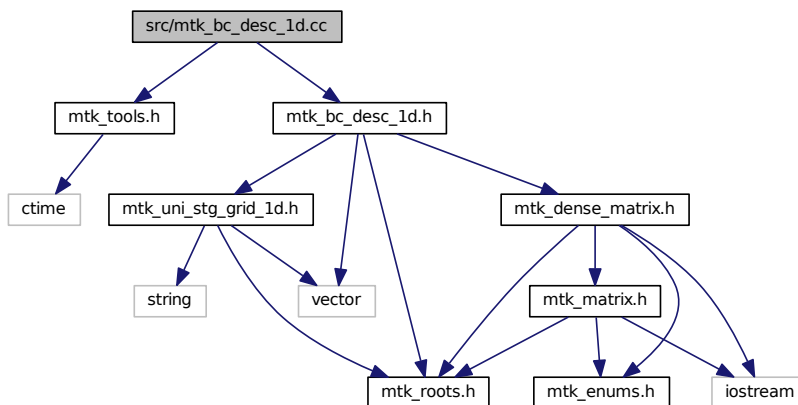 src/mtk_bc_desc_1d.cc
mtk_tools.h
mtk_bc_desc_1d.h
ctime
mtk_uni_stg_grid_1d.h
mtk_dense_matrix.h
string
vector
mtk_matrix.h
mtk_roots.h
mtk_enums.h
iostream